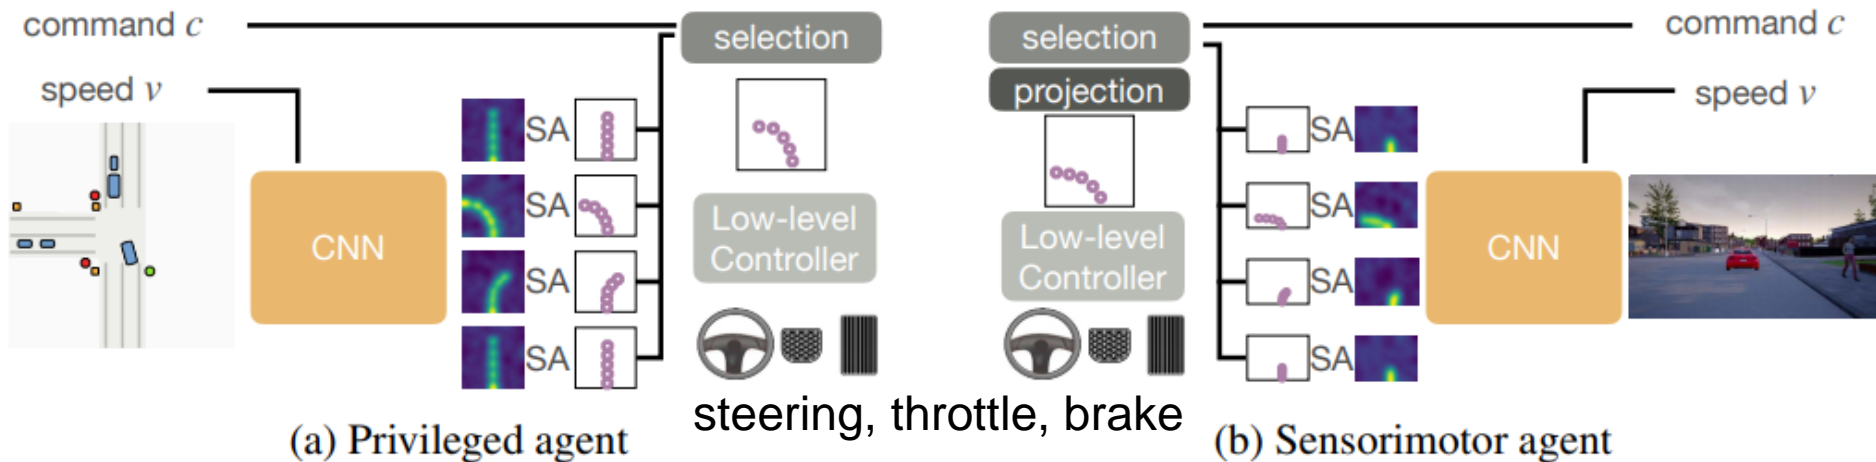 command c
speed v
CNN
SA
SA
SA
SA
selection
Low-level
Controller
(a) Privileged agent
steering, throttle, brake
selection
projection
Low-level
Controller
SA
SA
SA
SA
CNN
command c
speed v
(b) Sensorimotor agent